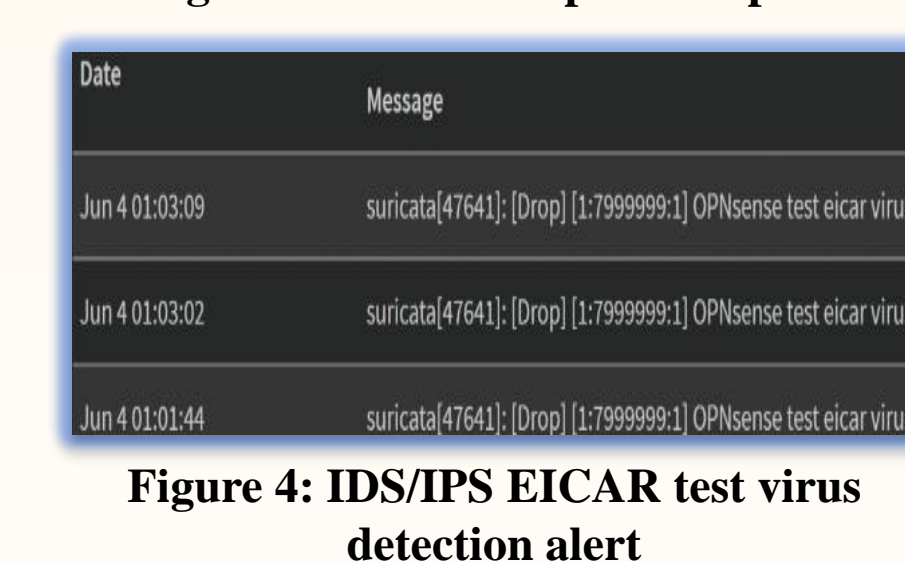 Date
Message
Jun 4 01:03:09 suricata[47641]: [Drop] [1:7999999:1] OPNsense test eicar viru
Jun 4 01:03:02 suricata[47641]: [Drop] [1:7999999:1] OPNsense test eicar viru
Jun 4 01:01:44 suricata[47641]: [Drop] [1:7999999:1] OPNsense test eicar viru
Figure 4: IDS/IPS EICAR test virus
detection alert